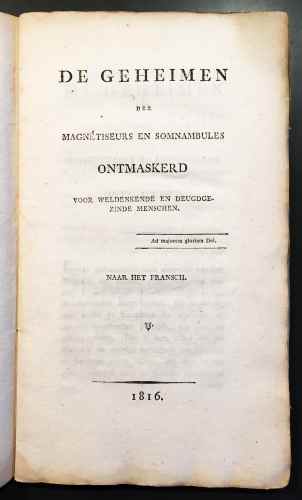 DE GEHEIMEN
DER
MAGNÉTISEURS EN SOMNAMBULES
ONTMASKERD
VOOR WELDENKENDE EN DEUGDGE-
ZINDE MENSCHEN.
Ad majorem gloriam Dei.
NAAR HET FRANSCH.
1816.